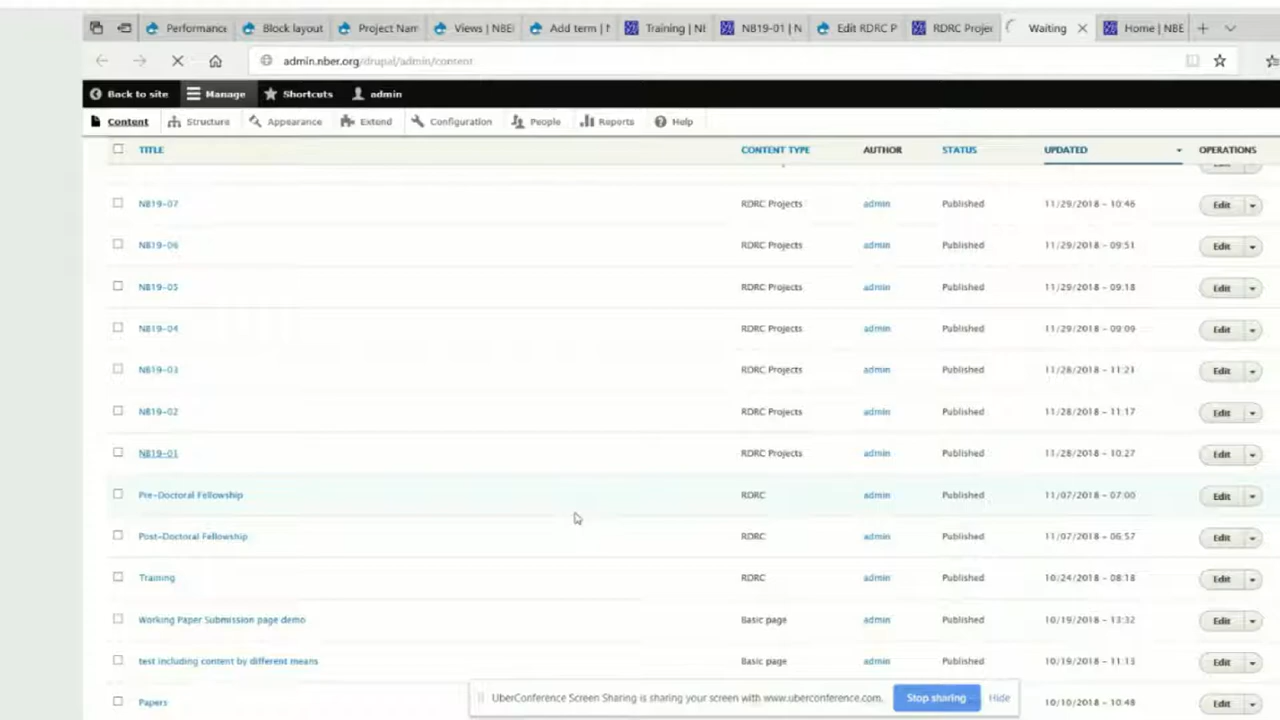 Performance Block layout Project Nam Views | NBE Add term | N Training | NE NB19-01 | N Edit RDRC P RDRC Projec Waiting Home | NBE
admin.nber.org/drupal/admin/content
Back to site Manage Shortcuts admin
Content Structure Appearance Extend Configuration People Reports Help
TITLE CONTENT TYPE AUTHOR STATUS UPDATED OPERATIONS
NB19-07 RDRC Projects admin Published 11/29/2018 - 10:46 Edit
NB19-06 RDRC Projects admin Published 11/29/2018 - 09:51 Edit
NB19-05 RDRC Projects admin Published 11/29/2018 - 09:18 Edit
NB19-04 RDRC Projects admin Published 11/29/2018 - 09:09 Edit
NB19-03 RDRC Projects admin Published 11/28/2018 - 11:21 Edit
NB19-02 RDRC Projects admin Published 11/28/2018 - 11:17 Edit
NB19-01 RDRC Projects admin Published 11/28/2018 - 10:27 Edit
Pre-Doctoral Fellowship RDRC admin Published 11/07/2018 - 07:00 Edit
Post-Doctoral Fellowship RDRC admin Published 11/07/2018 - 06:57 Edit
Training RDRC admin Published 10/24/2018 - 08:18 Edit
Working Paper Submission page demo Basic page admin Published 10/19/2018 - 13:32 Edit
test including content by different means Basic page admin Published 10/19/2018 - 11:13 Edit
Papers 10/10/2018 - 10:48 Edit
UberConference Screen Sharing is sharing your screen with www.uberconference.com. Stop sharing Hide